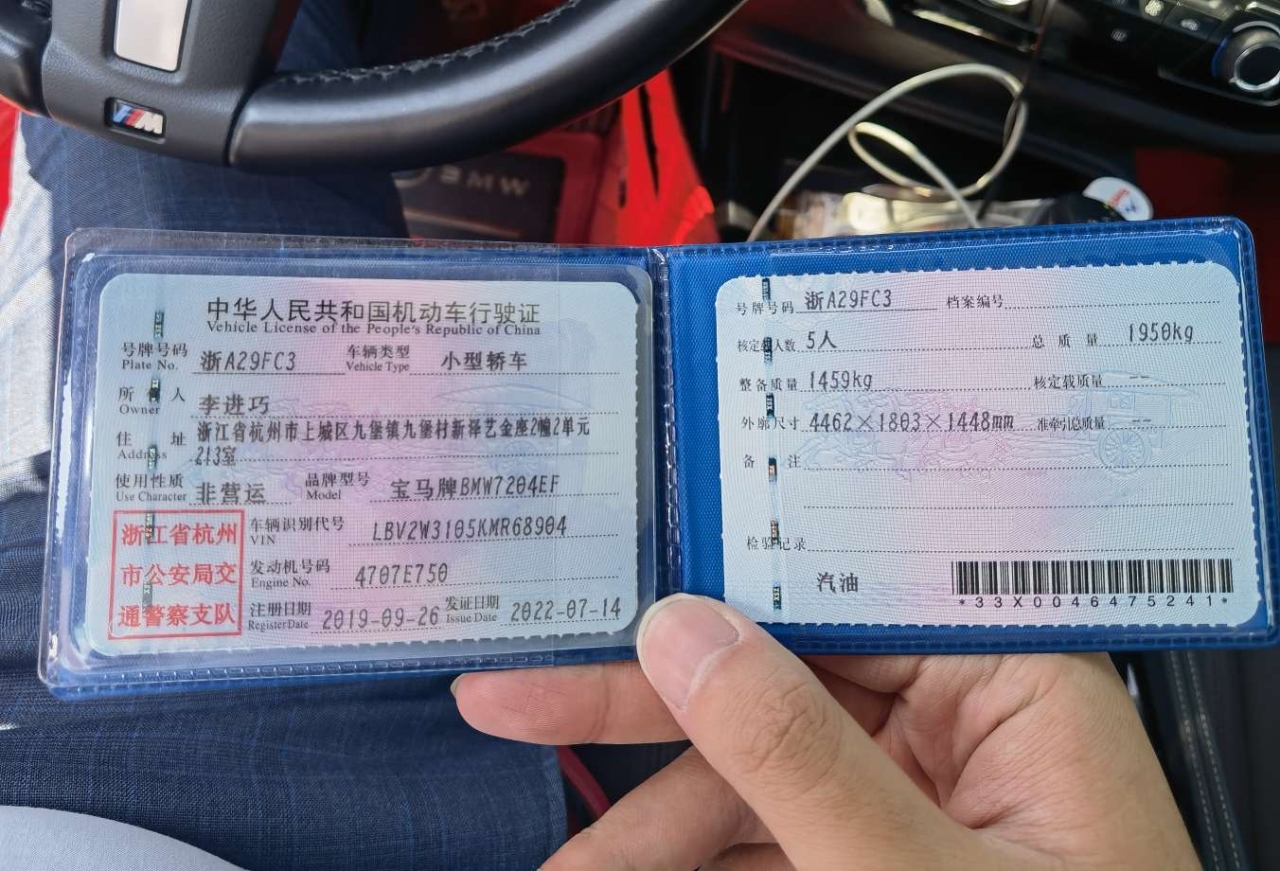 BMW
中华人民共和国机动车行驶证
Vehicle License of the People's Republic of China
号牌号码 浙A29FC3 车辆类型 小型轿车
Plate No. Vehicle Type
所有人 李进巧
Owner
住址 浙江省杭州市上城区九堡镇九堡村新泽艺金座2幢2单元
Address 213室
使用性质 非营运 品牌型号 宝马牌BMW7204EF
Use Character Model
浙江省杭州
市公安局交
通警察支队
车辆识别代号 LBV2W3105KMR68904
VIN
发动机号码 4707E750
Engine No.
注册日期 2019-09-26 发证日期 2022-07-14
Register Date Issue Date
号牌号码 浙A29FC3 档案编号
核定载人数 5人 总质量 1950kg
整备质量 1459kg 核定载质量 --
外廓尺寸 4462×1803×1448mm 准牵引总质量 --
备注
检验记录
汽油
*33X0046475241*